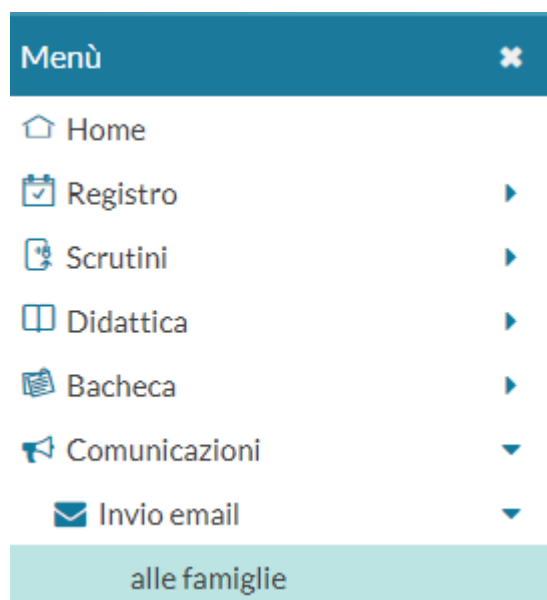 Menù
Home
Registro
Scrutini
Didattica
Bacheca
Comunicazioni
Invio email
alle famiglie